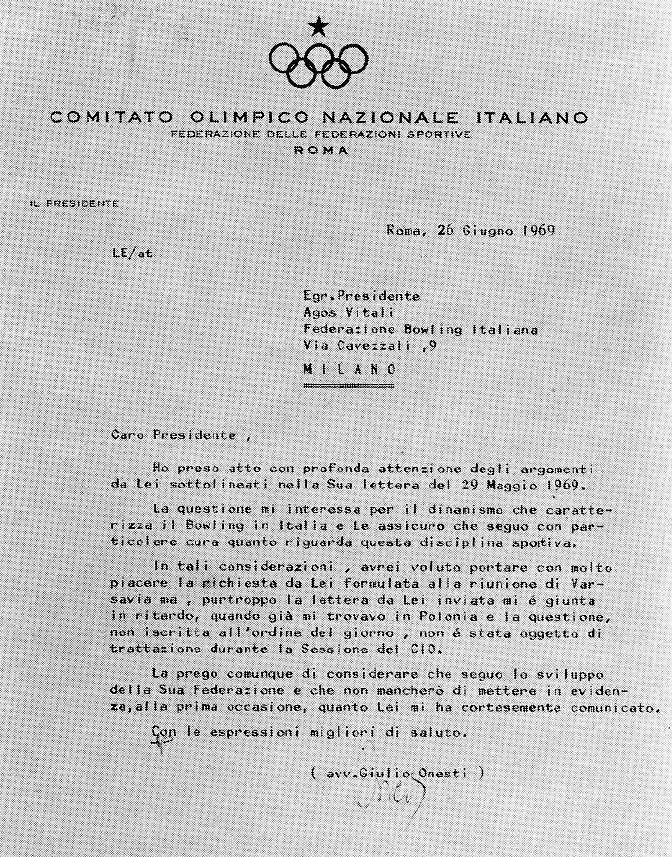 COMITATO OLIMPICO NAZIONALE ITALIANO
FEDERAZIONE DELLE FEDERAZIONI SPORTIVE
ROMA
IL PRESIDENTE
Roma, 26 Giugno 1969
LE/at
Egr.Presidente
Agos Vitali
Federazione Bowling Italiana
Via Cavezzali ,9
M I L A N O
Caro Presidente ,
Ho preso atto con profonda attenzione degli argomenti
da Lei sottolineati nella Sua lettera del 29 Maggio 1969.
La questione mi interessa per il dinamismo che caratte-
rizza il Bowling in Italia e Le assicuro che seguo con par-
ticolare cura quanto riguarda questa disciplina sportiva.
In tali considerazioni , avrei voluto portare con molto
piacere la richiesta da Lei formulata alla riunione di Var-
savia ma , purtroppo la lettera da Lei inviata mi é giunta
in ritardo, quando già mi trovavo in Polonia e la questione,
non iscritta all'ordine del giorno , non é stata oggetto di
trattazione durante la Sessione del CIO.
La prego comunque di considerare che seguo lo sviluppo
della Sua Federazione e che non mancherò di mettere in eviden-
za,alla prima occasione, quanto Lei mi ha cortesemente comunicato.
Con le espressioni migliori di saluto.
( avv.Giulio Onesti )